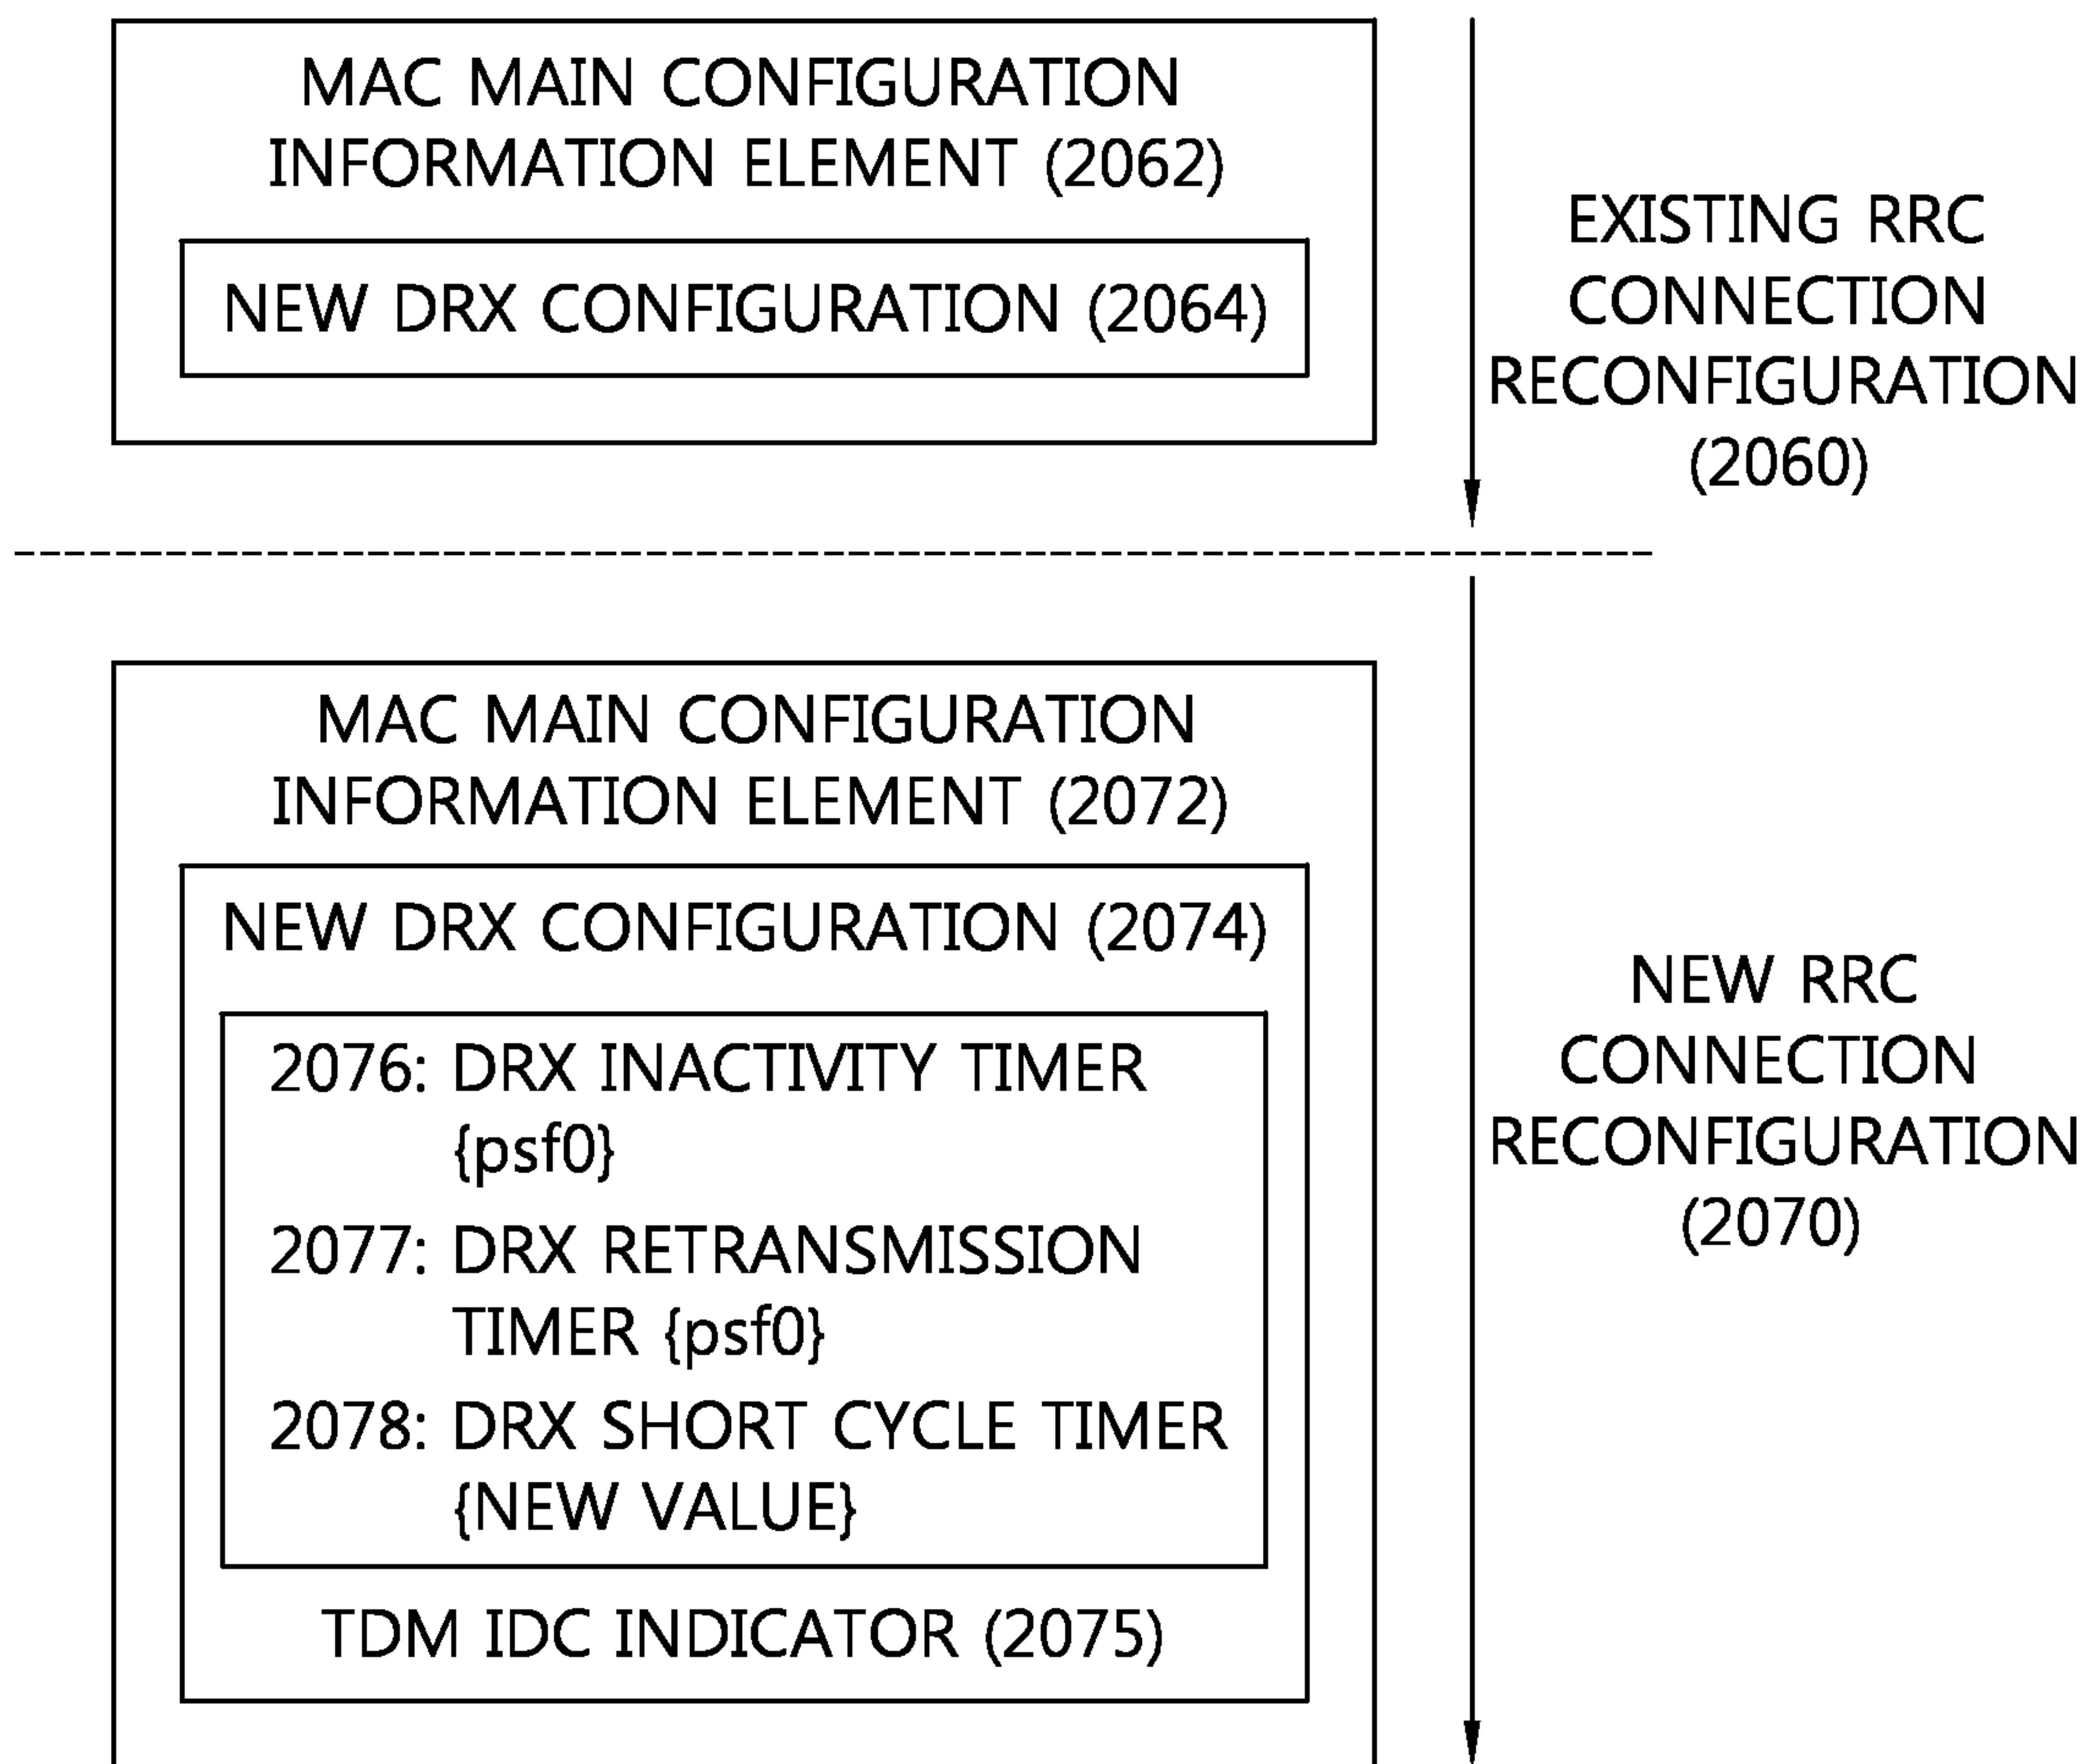 MAC MAIN CONFIGURATION
INFORMATION ELEMENT (2062)
NEW DRX CONFIGURATION (2064)
EXISTING RRC
CONNECTION
RECONFIGURATION
(2060)
MAC MAIN CONFIGURATION
INFORMATION ELEMENT (2072)
NEW DRX CONFIGURATION (2074)
2076: DRX INACTIVITY TIMER
{psf0}
2077: DRX RETRANSMISSION
TIMER {psf0}
2078: DRX SHORT CYCLE TIMER
{NEW VALUE}
TDM IDC INDICATOR (2075)
NEW RRC
CONNECTION
RECONFIGURATION
(2070)